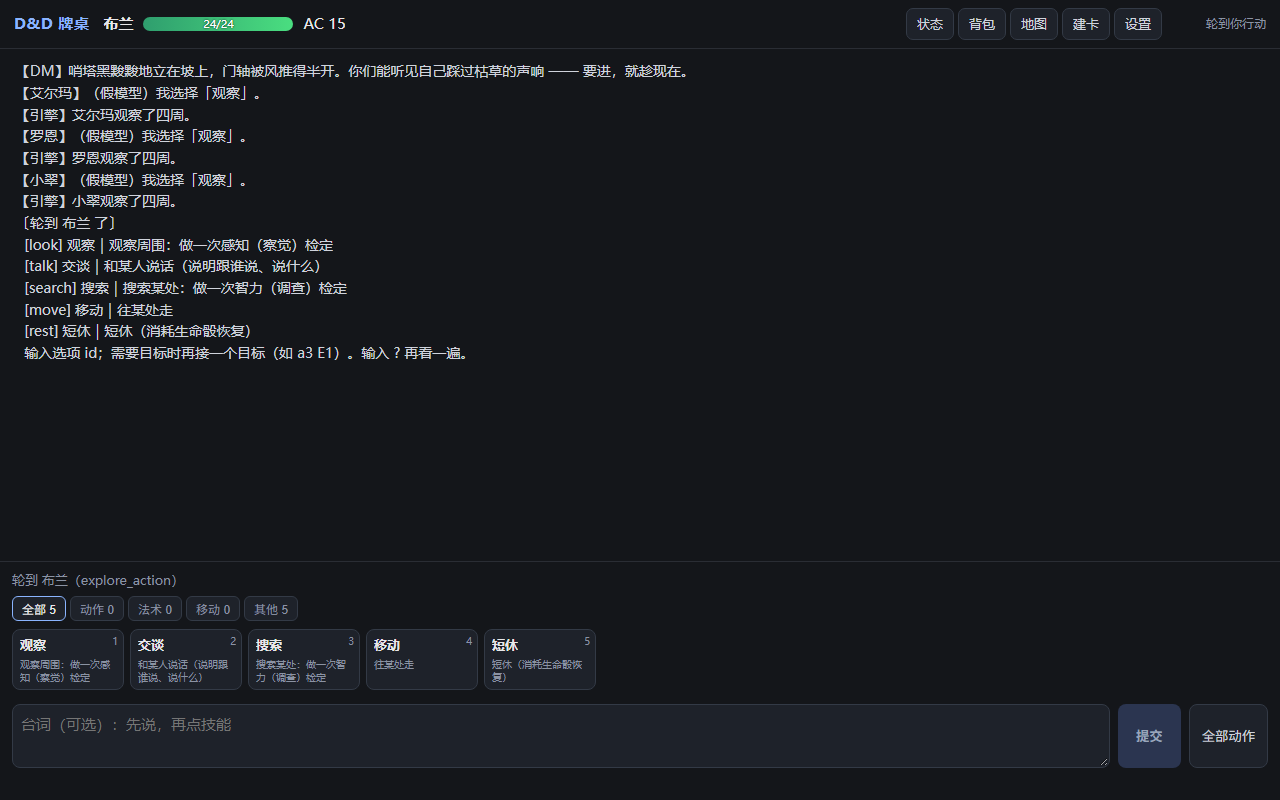 D&D 牌桌 布兰 24/24 AC 15 状态 背包 地图 建卡 设置 轮到你行动
【DM】哨塔黑黢黢地立在坡上，门轴被风推得半开。你们能听见自己踩过枯草的声响 —— 要进，就趁现在。
【艾尔玛】（假模型）我选择「观察」。
【引擎】艾尔玛观察了四周。
【罗恩】（假模型）我选择「观察」。
【引擎】罗恩观察了四周。
【小翠】（假模型）我选择「观察」。
【引擎】小翠观察了四周。
〔轮到 布兰 了〕
[look] 观察 | 观察周围：做一次感知（察觉）检定
[talk] 交谈 | 和某人说话（说明跟谁说、说什么）
[search] 搜索 | 搜索某处：做一次智力（调查）检定
[move] 移动 | 往某处走
[rest] 短休 | 短休（消耗生命骰恢复）
输入选项 id；需要目标时再接一个目标（如 a3 E1）。输入 ? 再看一遍。
轮到 布兰（explore_action）
全部 5 动作 0 法术 0 移动 0 其他 5
观察 1 交谈 2 搜索 3 移动 4 短休 5
观察周围：做一次感 和某人说话（说明跟 搜索某处：做一次智 往某处走 短休（消耗生命骰恢
知（察觉）检定 谁说、说什么） 力（调查）检定 复）
台词（可选）：先说，再点技能
提交 全部动作